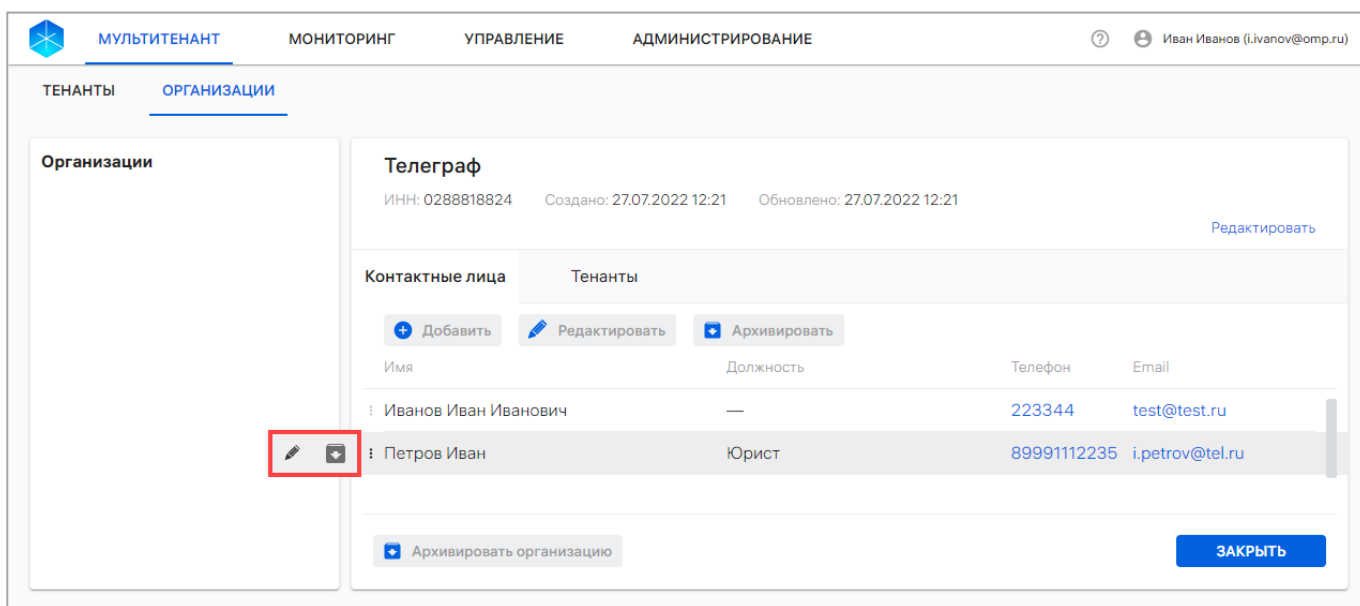 МУЛЬТИТЕНАНТ МОНИТОРИНГ УПРАВЛЕНИЕ АДМИНИСТРИРОВАНИЕ ? Иван Иванов (i.ivanov@omp.ru)
ТЕНАНТЫ ОРГАНИЗАЦИИ
Организации
Телеграф
ИНН: 0288818824 Создано: 27.07.2022 12:21 Обновлено: 27.07.2022 12:21
Редактировать
Контактные лица Тенанты
Добавить Редактировать Архивировать
Имя Должность Телефон Email
Иванов Иван Иванович — 223344 test@test.ru
Петров Иван Юрист 89991112235 i.petrov@tel.ru
Архивировать организацию ЗАКРЫТЬ